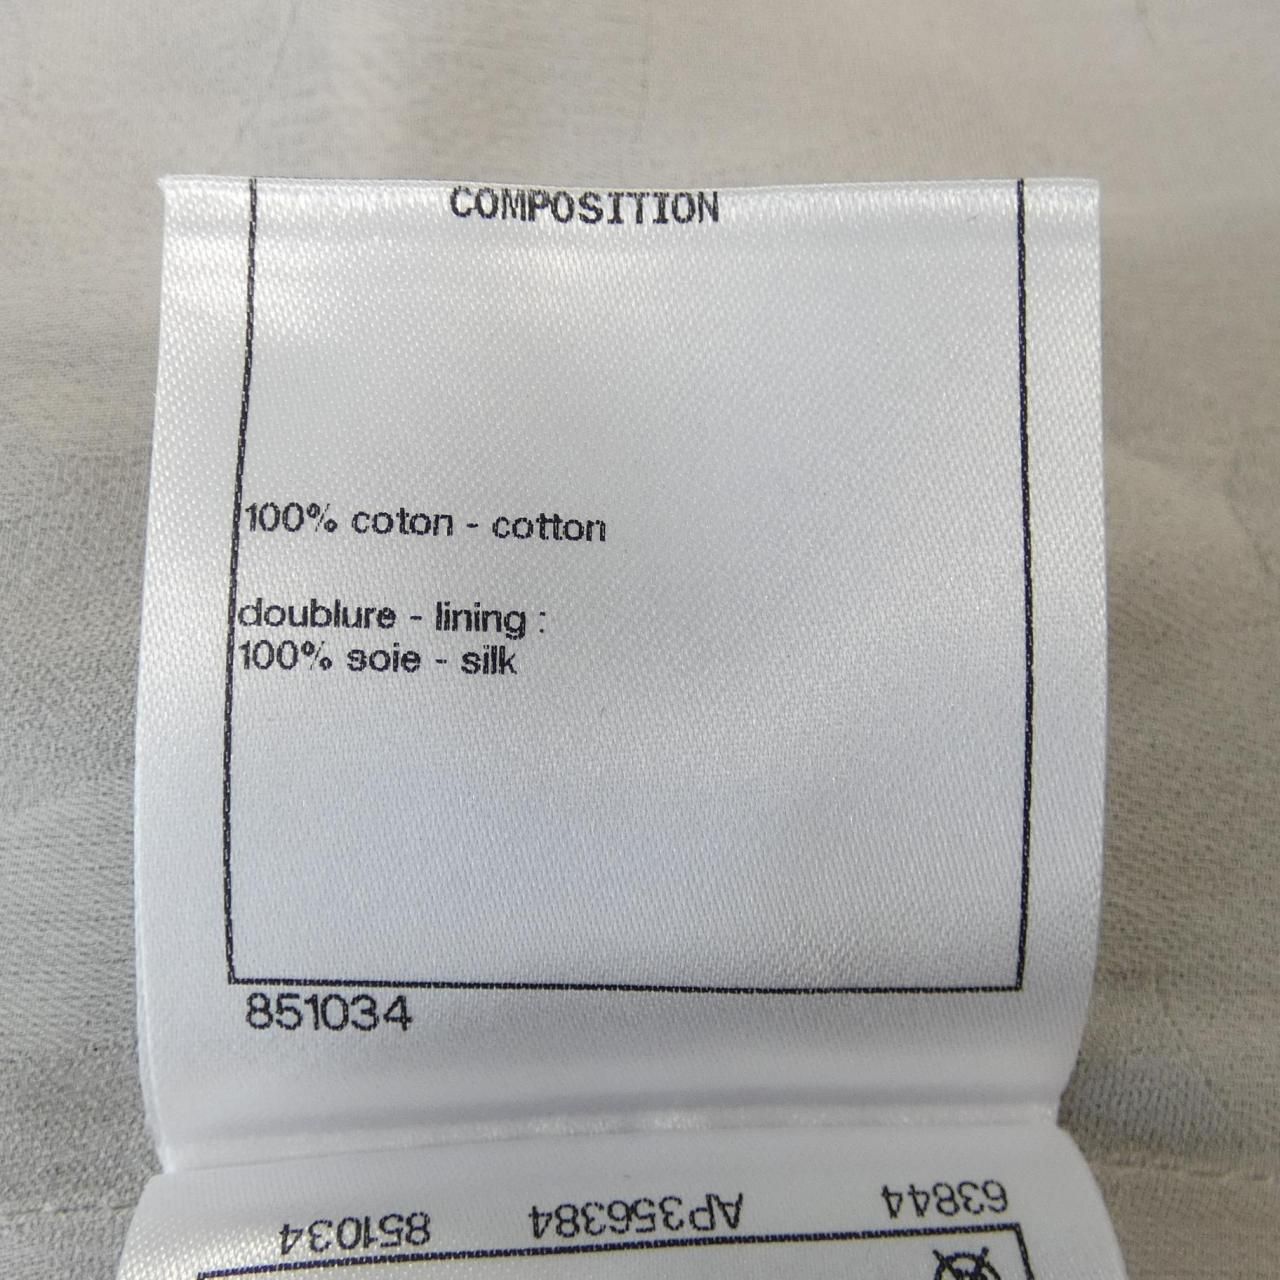 COMPOSITION
100% coton - cotton
doublure - lining :
100% soie - silk
851034
63844 AP356384 851034